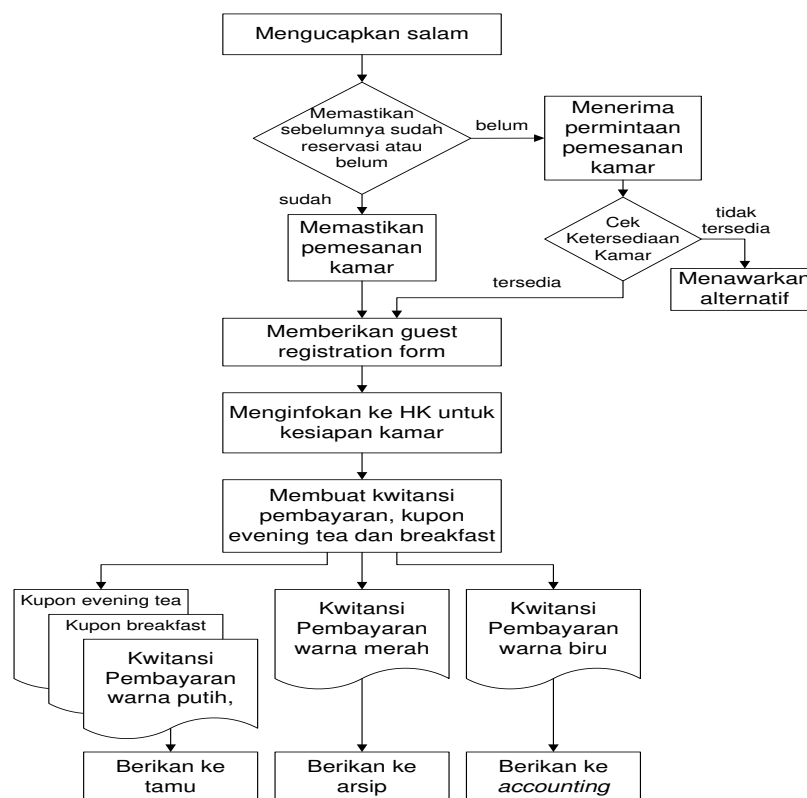 Mengucapkan salam
Memastikan
sebelumnya sudah
reservasi atau
belum
belum
Menerima
permintaan
pemesanan
kamar
sudah
Memastikan
pemesanan
kamar
Cek
Ketersediaan
Kamar
tidak
tersedia
Menawarkan
alternatif
tersedia
Memberikan guest
registration form
Menginfokan ke HK untuk
kesiapan kamar
Membuat kwitansi
pembayaran, kupon
evening tea dan breakfast
Kupon evening tea
Kupon breakfast
Kwitansi
Pembayaran
warna putih,
Kwitansi
Pembayaran
warna merah
Kwitansi
Pembayaran
warna biru
Berikan ke
tamu
Berikan ke
arsip
Berikan ke
accounting